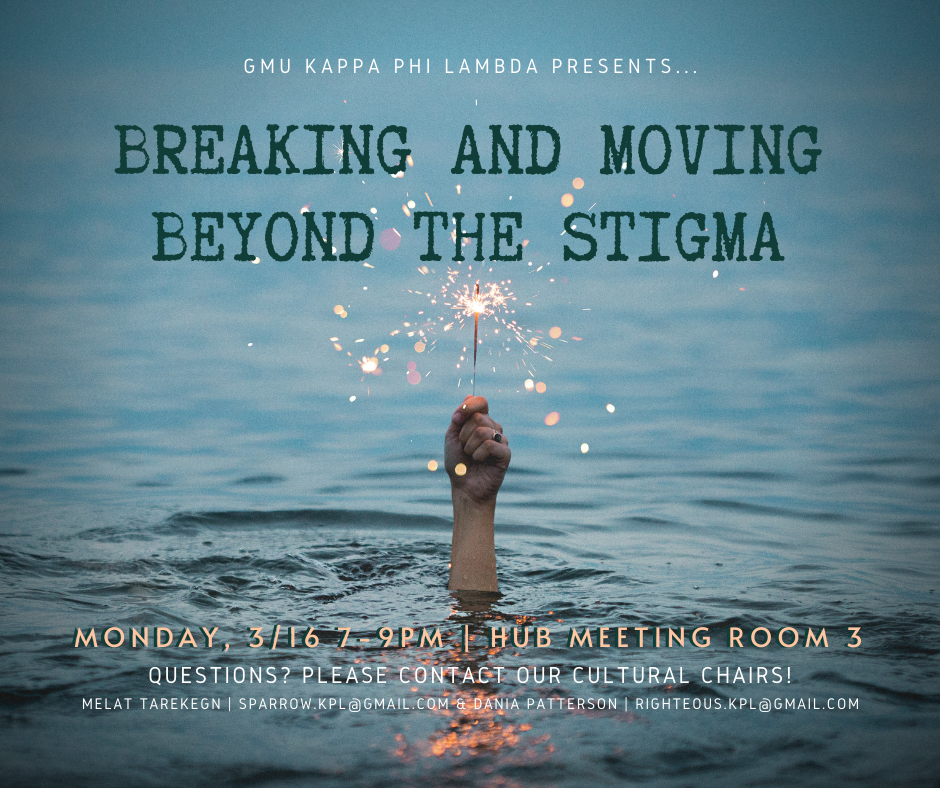 GMU KAPPA PHI LAMBDA PRESENTS...
BREAKING AND MOVING
BEYOND THE STIGMA
MONDAY, 3/16 7-9PM | HUB MEETING ROOM 3
QUESTIONS? PLEASE CONTACT OUR CULTURAL CHAIRS!
MELAT TAREKEGN | SPARROW.KPL@GMAIL.COM & DANIA PATTERSON | RIGHTEOUS.KPL@GMAIL.COM